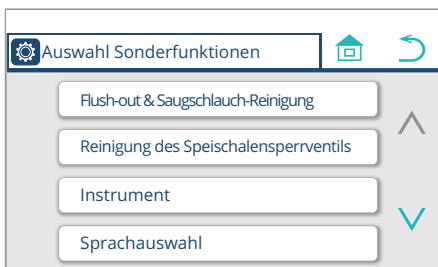 Auswahl Sonderfunktionen
Flush-out & Saugschlauch-Reinigung
Reinigung des Speischalensperrventils
Instrument
Sprachauswahl